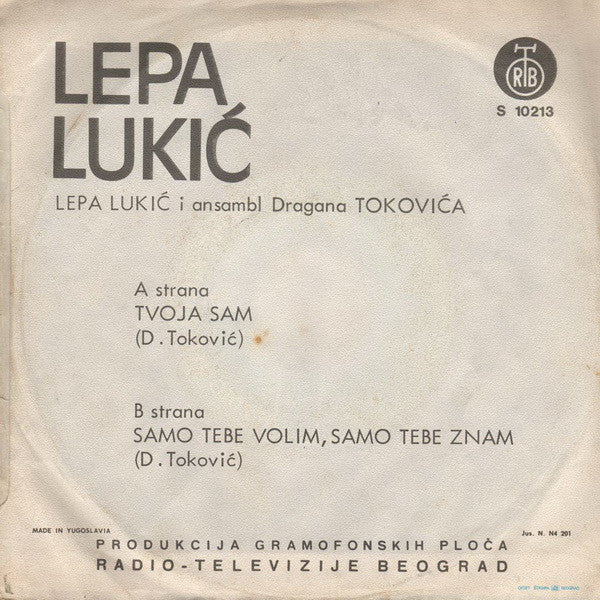 LEPA
LUKIĆ
RTB
S 10213
LEPA LUKIĆ i ansambl Dragana TOKOVIĆA
A strana
TVOJA SAM
(D. Toković)
B strana
SAMO TEBE VOLIM, SAMO TEBE ZNAM
(D. Toković)
MADE IN YUGOSLAVIA
Jus. N. N4 201
PRODUKCIJA GRAMOFONSKIH PLOČA
RADIO-TELEVIZIJE BEOGRAD